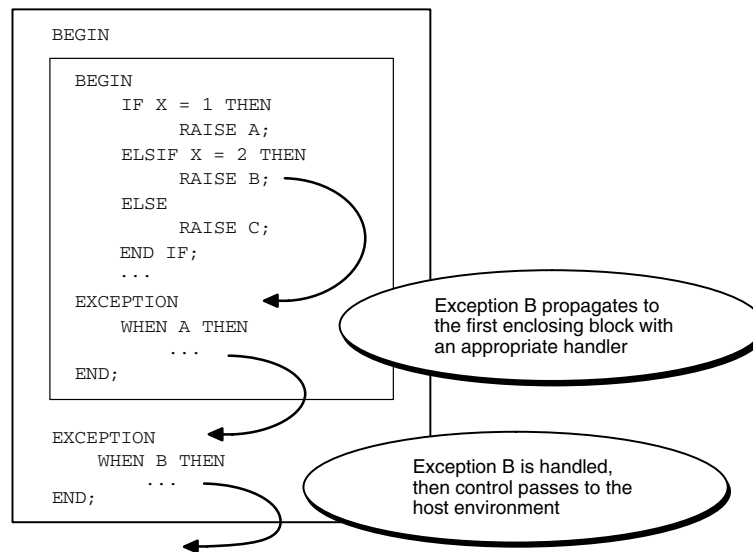 BEGIN
BEGIN
IF X = 1 THEN
RAISE A;
ELSIF X = 2 THEN
RAISE B;
ELSE
RAISE C;
END IF;
...
EXCEPTION
WHEN A THEN
...
END;
Exception B propagates to
the first enclosing block with
an appropriate handler
EXCEPTION
WHEN B THEN
...
END;
Exception B is handled,
then control passes to the
host environment